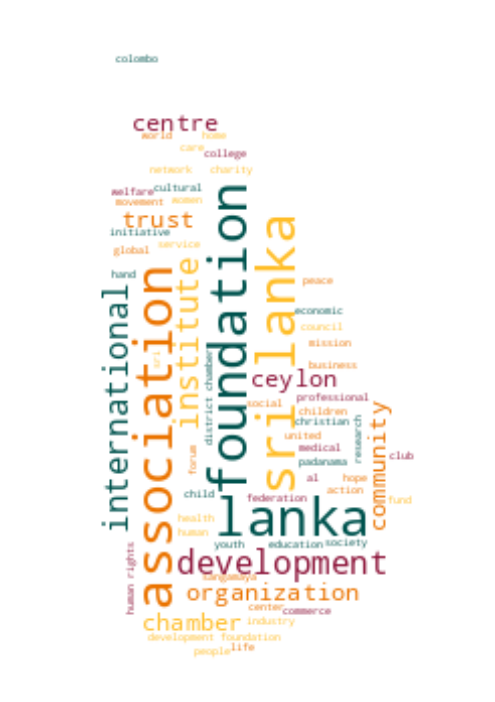 colombo
centre
world
home
care
college
network
charity
welfare
cultural
movement
women
trust
initiative
global
service
hand
foundation
sri lanka
association
institute
international
peace
economic
council
mission
sri
district chamber
business
ceylon
professional
social
children
christian
community
research
united
medical
forum
padanama
club
al
hope
child
action
federation
fund
lanka
health
human
youth
education
society
human rights
development
sangamaya
organization
center
commerce
chamber
industry
development foundation
people
life